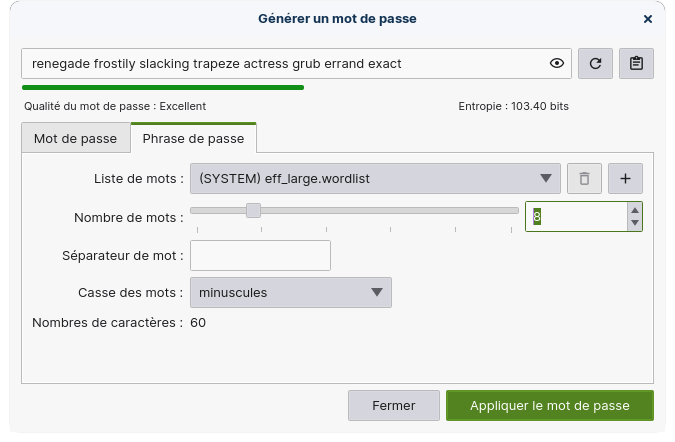 Générer un mot de passe
renegade frostily slacking trapeze actress grub errand exact
Qualité du mot de passe : Excellent
Entropie : 103.40 bits
Mot de passe
Phrase de passe
Liste de mots :
(SYSTEM) eff_large.wordlist
Nombre de mots :
8
Séparateur de mot :
Casse des mots :
minuscules
Nombres de caractères : 60
Fermer
Appliquer le mot de passe